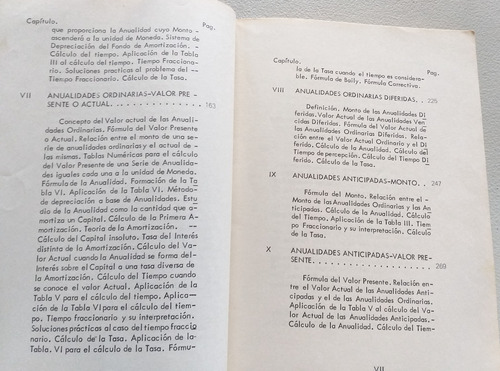 Capítulo. Pag.
que proporciona la Anualidad cuyo Monto
ascenderá a la unidad de Moneda. Sistema de
Depreciación del Fondo de Amortización. --
Cálculo del tiempo. Aplicación de la Tabla
III al cálculo del tiempo. Tiempo Fracciona-
rio. Soluciones prácticas al problema del --
Tiempo Fraccionario. Cálculo de la Tasa.
VII ANUALIDADES ORDINARIAS-VALOR PRE-
SENTE O ACTUAL. 163
Concepto del Valor actual de las Anuali-
dades Ordinarias. Fórmula del Valor Presente
o Actual. Relación entre el monto de una se-
rie de anualidades ordinarias y el actual de
las mismas. Tablas Numéricas para el cálculo
del Valor Presente de una Serie de Anualida-
des iguales cada una a la unidad de Moneda.
Fórmula de la Anualidad. Formación de la Ta
bla VI. Aplicación de la Tabla VI. Método-
de depreciación a base de Anualidades. Estu
dio de la Anualidad como la cantidad que a-
mortiza un Capital. Cálculo de la Primera A-
mortización. Teoría de la Amortización. --
Cálculo del Capital insoluto. Tasa del Interés
distinta de la Amortización. Cálculo del Va-
lor Actual cuando la Anualidad se forma del-
Interés sobre el Capital a una tasa diversa de
la Amortización. Cálculo del Tiempo cuando
se conoce el valor Actual. Aplicación de la
Tabla V para el cálculo del tiempo. Aplica-
ción de la Tabla VI para el cálculo del tiem-
po. Tiempo fraccionario y su interpretación.
Soluciones prácticas al caso del tiempo fracci
onario. Cálculo de la Tasa. Aplicación de la-
Tabla. VI para el cálculo de la Tasa. Fórmu-
Capítulo. Pag.
la de la Tasa cuando el tiempo es considera-
ble. Fórmula de Baily. Fórmula Correctiva.
VIII ANUALIDADES ORDINARIAS DIFERIDAS. . 225
Definición. Monto de las Anualidades Di
feridas. Valor Actual de las Anualidades Ven
cidas Diferidas. Fórmula del Valor Actual de
las Anualidades Ordinarias Diferidas. Relación
entre el Valor Actual Ordinario y el Di
ferido. Cálculo de la Anualidad. Cálculo del
Tiempo de percepción. Cálculo del Tiempo Di
ferido. Cálculo de la Tasa.
IX ANUALIDADES ANTICIPADAS-MONTO. 247
Fórmula del Monto. Relación entre el --
Monto de las Anualidades Ordinarias y las An
ticipadas. Cálculo de la Anualidad. Cálculo
del Tiempo. Aplicación de la Tabla III. Tiem
po Fraccionario y su interpretación. Cálculo-
de la Tasa.
X ANUALIDADES ANTICIPADAS-VALOR PRE-
SENTE. 269
Fórmula del Valor Presente. Relación en-
tre el Valor Actual de las Anualidades Antici-
padas y el de las Anualidades Ordinarias. --
Aplicación de la Tabla V al cálculo del Va-
lor Actual de las Anualidades Anticipadas.-
Cálculo de la Anualidad. Cálculo del Tiem-
VII